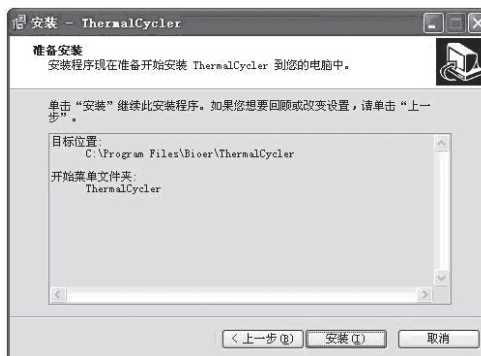 安装 - ThermalCycler
准备安装
安装程序现在准备开始安装 ThermalCycler 到您的电脑中。
单击“安装”继续此安装程序。如果您想要回顾或改变设置，请单击“上一
步”。
目标位置:
C:\Program Files\Bioer\ThermalCycler
开始菜单文件夹:
ThermalCycler
< 上一步(B)
安装(I)
取消